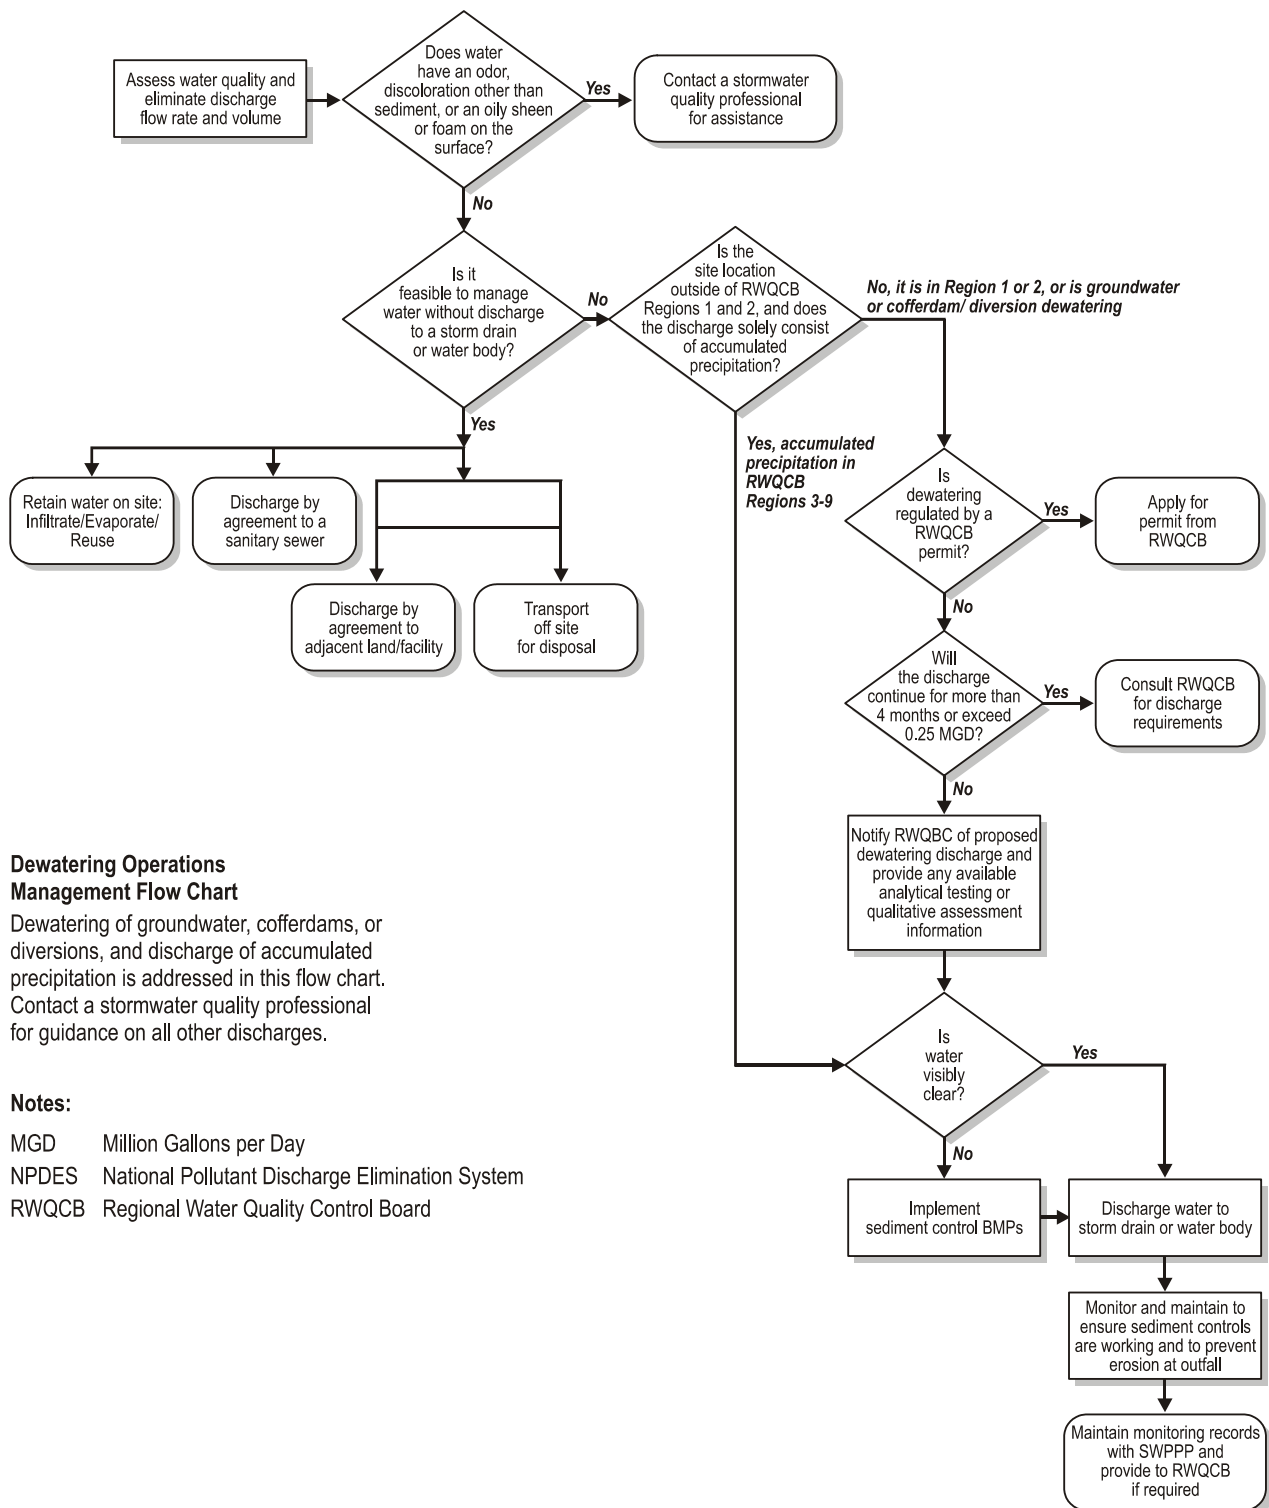 Assess water quality and
eliminate discharge
flow rate and volume
Does water
have an odor,
discoloration other than
sediment, or an oily sheen
or foam on the
surface?
Yes
Contact a stormwater
quality professional
for assistance
No
Is it
feasible to manage
water without discharge
to a storm drain
or water body?
No
Is the
site location
outside of RWQCB
Regions 1 and 2, and does
the discharge solely consist
of accumulated
precipitation?
No, it is in Region 1 or 2, or is groundwater
or cofferdam/ diversion dewatering
Yes
Retain water on site:
Infiltrate/Evaporate/
Reuse
Discharge by
agreement to a
sanitary sewer
Discharge by
agreement to
adjacent land/facility
Transport
off site
for disposal
Yes, accumulated
precipitation in
RWQCB
Regions 3-9
Is
dewatering
regulated by a
RWQCB
permit?
Yes
Apply for
permit from
RWQCB
No
Will
the discharge
continue for more than
4 months or exceed
0.25 MGD?
Yes
Consult RWQCB
for discharge
requirements
No
Notify RWQBC of proposed
dewatering discharge and
provide any available
analytical testing or
qualitative assessment
information
Is
water
visibly
clear?
Yes
No
Implement
sediment control BMPs
Discharge water to
storm drain or water body
Monitor and maintain to
ensure sediment controls
are working and to prevent
erosion at outfall
Maintain monitoring records
with SWPPP and
provide to RWQCB
if required
Dewatering Operations
Management Flow Chart
Dewatering of groundwater, cofferdams, or
diversions, and discharge of accumulated
precipitation is addressed in this flow chart.
Contact a stormwater quality professional
for guidance on all other discharges.
Notes:
MGD Million Gallons per Day
NPDES National Pollutant Discharge Elimination System
RWQCB Regional Water Quality Control Board